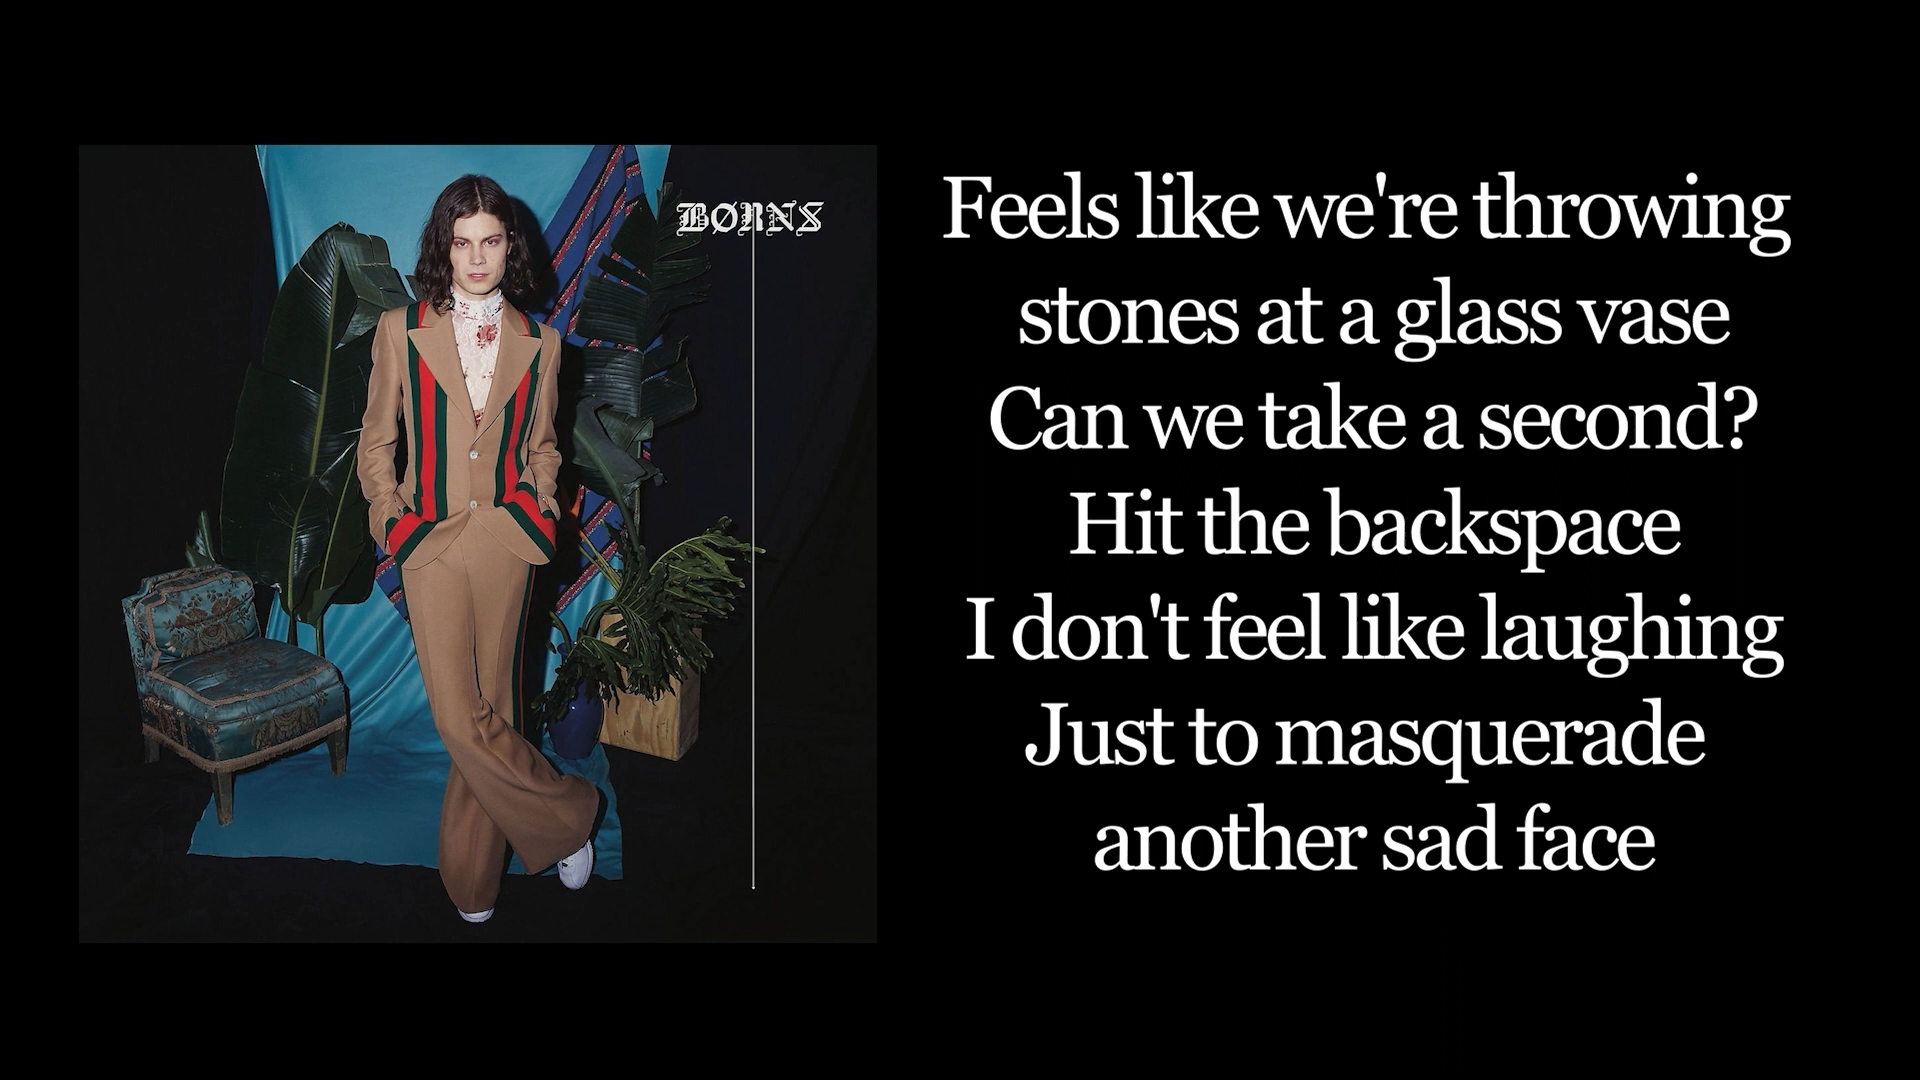 BØRNS
Feels like we're throwing
stones at a glass vase
Can we take a second?
Hit the backspace
I don't feel like laughing
Just to masquerade
another sad face